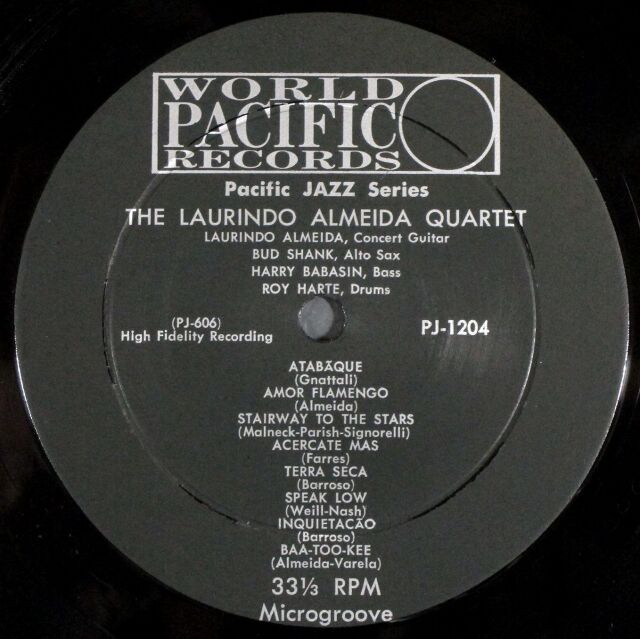 WORLD
PACIFIC
RECORDS
Pacific JAZZ Series
THE LAURINDO ALMEIDA QUARTET
LAURINDO ALMEIDA, Concert Guitar
BUD SHANK, Alto Sax
HARRY BABASIN, Bass
ROY HARTE, Drums
(PJ-606)
High Fidelity Recording
PJ-1204
ATABÃQUE
(Gnattali)
AMOR FLAMENGO
(Almeida)
STAIRWAY TO THE STARS
(Malneck-Parish-Signorelli)
ACERCATE MAS
(Farres)
TERRA SECA
(Barroso)
SPEAK LOW
(Weill-Nash)
INQUIETACÃO
(Barroso)
BAA-TOO-KEE
(Almeida-Varela)
33⅓ RPM
Microgroove